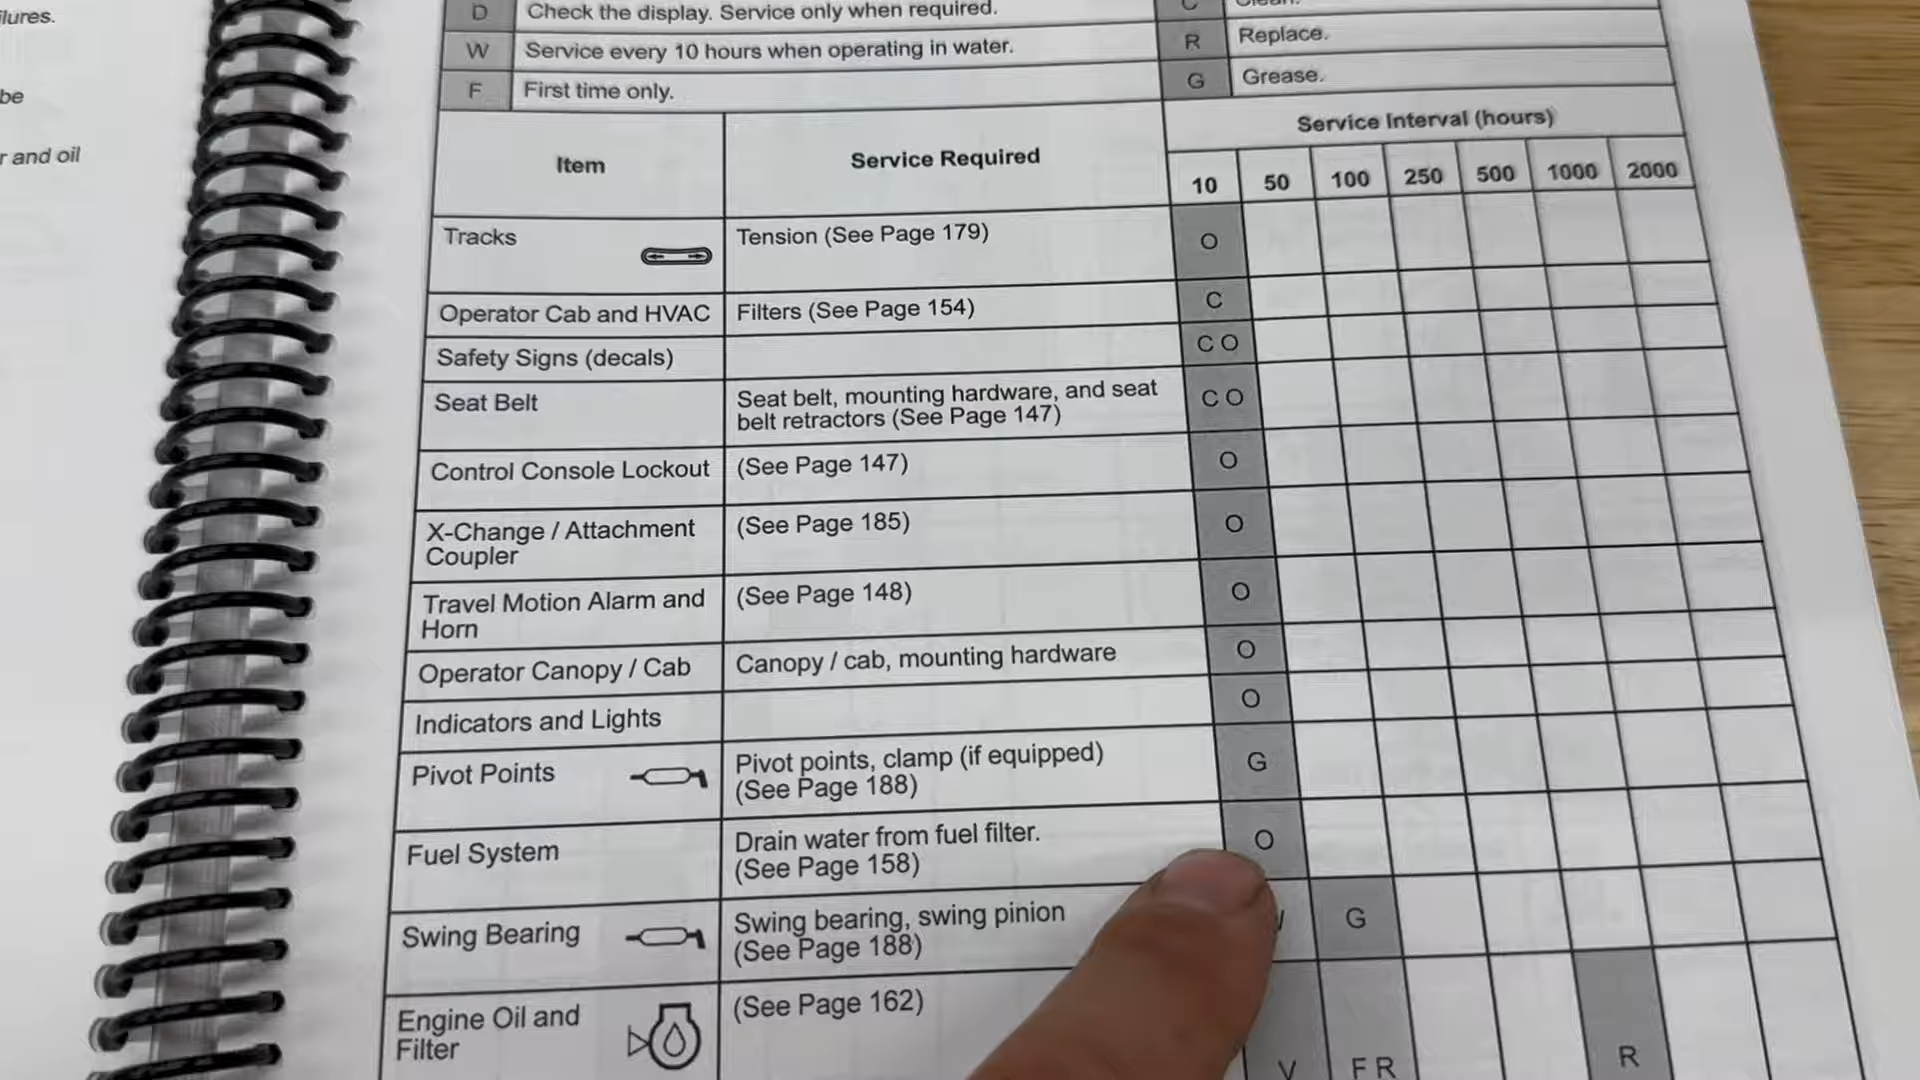 ilures.
be
r and oil
D Check the display. Service only when required.
W Service every 10 hours when operating in water.
F First time only.
C Clean.
R Replace.
G Grease.
Item Service Required Service Interval (hours)
10 50 100 250 500 1000 2000
Tracks Tension (See Page 179) O
Operator Cab and HVAC Filters (See Page 154) C
Safety Signs (decals) C O
Seat Belt Seat belt, mounting hardware, and seat
belt retractors (See Page 147) C O
Control Console Lockout (See Page 147) O
X-Change / Attachment
Coupler (See Page 185) O
Travel Motion Alarm and
Horn (See Page 148) O
Operator Canopy / Cab Canopy / cab, mounting hardware O
Indicators and Lights O
Pivot Points Pivot points, clamp (if equipped)
(See Page 188) G
Fuel System Drain water from fuel filter.
(See Page 158) O
Swing Bearing Swing bearing, swing pinion
(See Page 188) G
Engine Oil and
Filter (See Page 162) V F R R